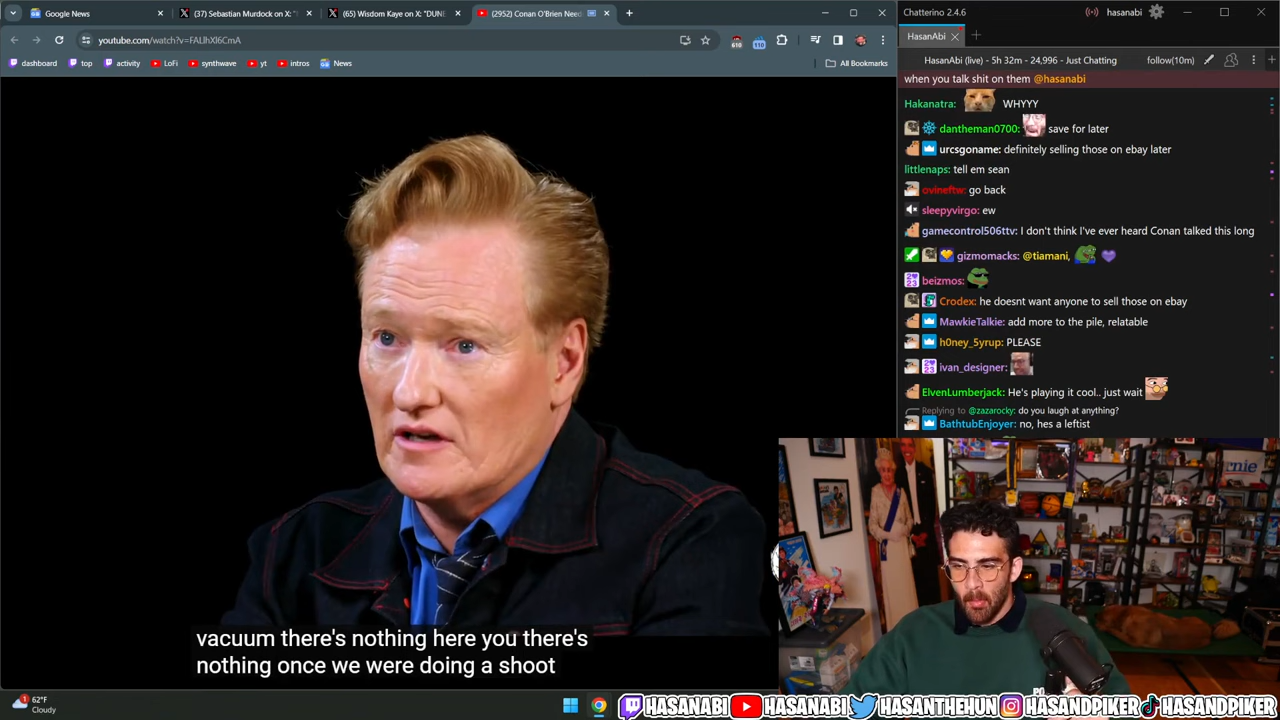 Google News
(37) Sebastian Murdock on X: "T
(65) Wisdom Kaye on X: "DUNE
(2952) Conan O'Brien Need
youtube.com/watch?v=FALlhXl6CmA
610
110
dashboard
top
activity
LoFi
synthwave
yt
intros
News
All Bookmarks
vacuum there's nothing here you there's
nothing once we were doing a shoot
Chatterino 2.4.6
hasanabi
HasanAbi
HasanAbi (live) - 5h 32m - 24,996 - Just Chatting
follow(10m)
when you talk shit on them @hasanabi
Hakanatra: WHYYY
dantheman0700: save for later
urcsgoname: definitely selling those on ebay later
littlenaps: tell em sean
ovineftw: go back
sleepyvirgo: ew
gamecontrol506ttv: I don't think I've ever heard Conan talked this long
gizmomacks: @tiamani,
beizmos:
Crodex: he doesnt want anyone to sell those on ebay
MawkieTalkie: add more to the pile, relatable
h0ney_5yrup: PLEASE
ivan_designer:
ElvenLumberjack: He's playing it cool.. just wait
Replying to @zazarocky: do you laugh at anything?
BathtubEnjoyer: no, hes a leftist
ernie
1
62°F
Cloudy
HASANABI
HASANABI
HASANTHEHUN
HASANDPIKER
HASANDPIKER